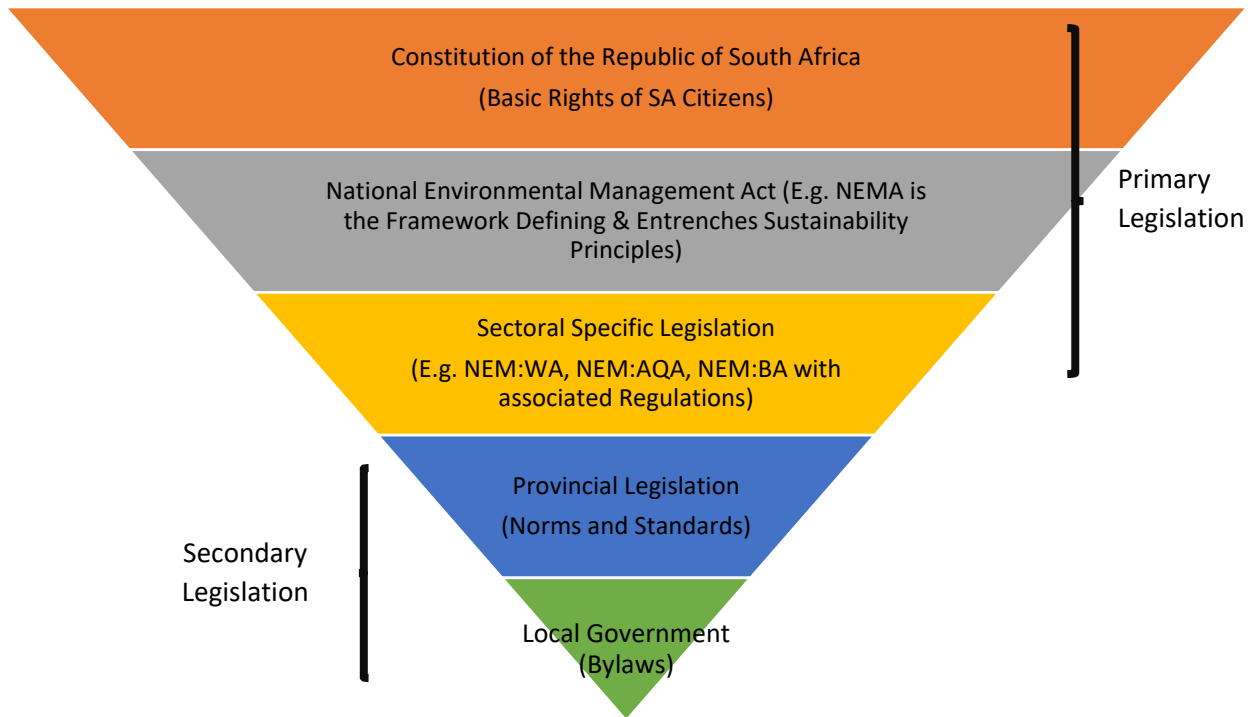 Constitution of the Republic of South Africa
(Basic Rights of SA Citizens)
National Environmental Management Act (E.g. NEMA is
the Framework Defining & Entrenches Sustainability
Principles)
Primary
Legislation
Sectoral Specific Legislation
(E.g. NEM:WA, NEM:AQA, NEM:BA with
associated Regulations)
Provincial Legislation
(Norms and Standards)
Secondary
Legislation
Local Government
(Bylaws)